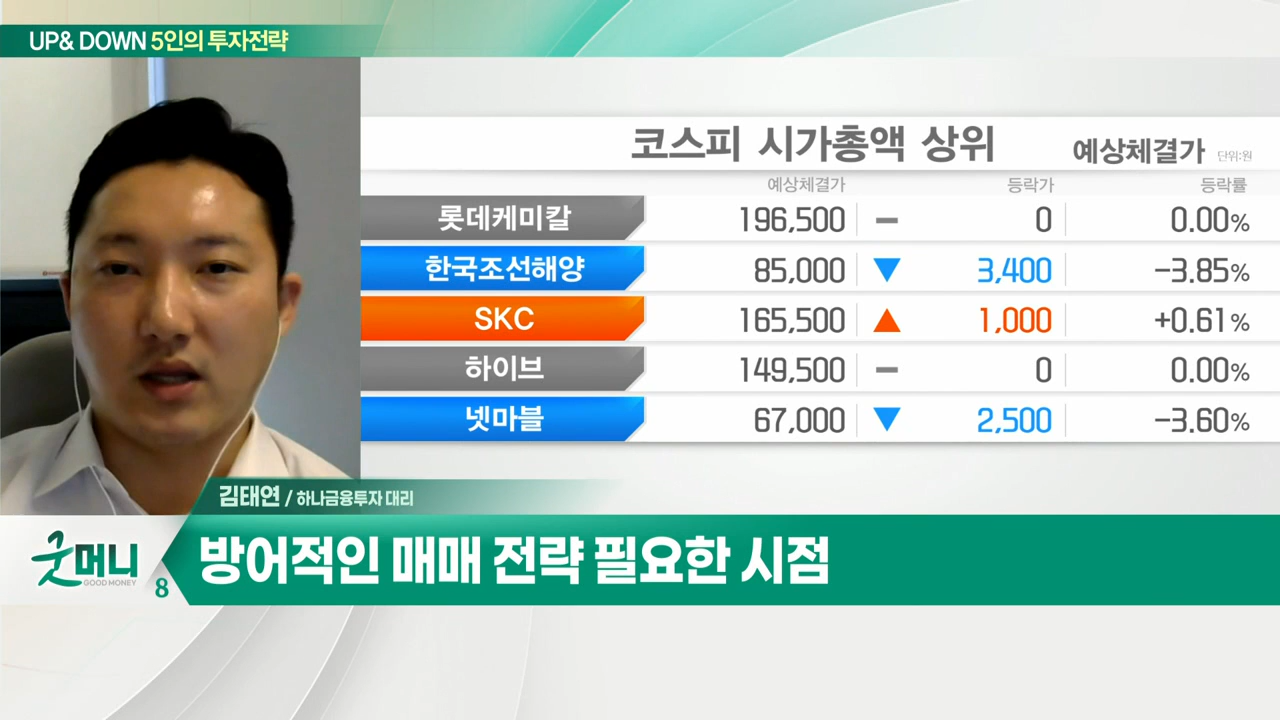 UP& DOWN 5인의 투자전략
코스피 시가총액 상위 예상체결가 단위:원
예상체결가 등락가 등락률
롯데케미칼 196,500 – 0 0.00%
한국조선해양 85,000 ▼ 3,400 -3.85%
SKC 165,500 ▲ 1,000 +0.61%
하이브 149,500 – 0 0.00%
넷마블 67,000 ▼ 2,500 -3.60%
김태연 / 하나금융투자 대리
굿머니
GOOD MONEY
8
방어적인 매매 전략 필요한 시점